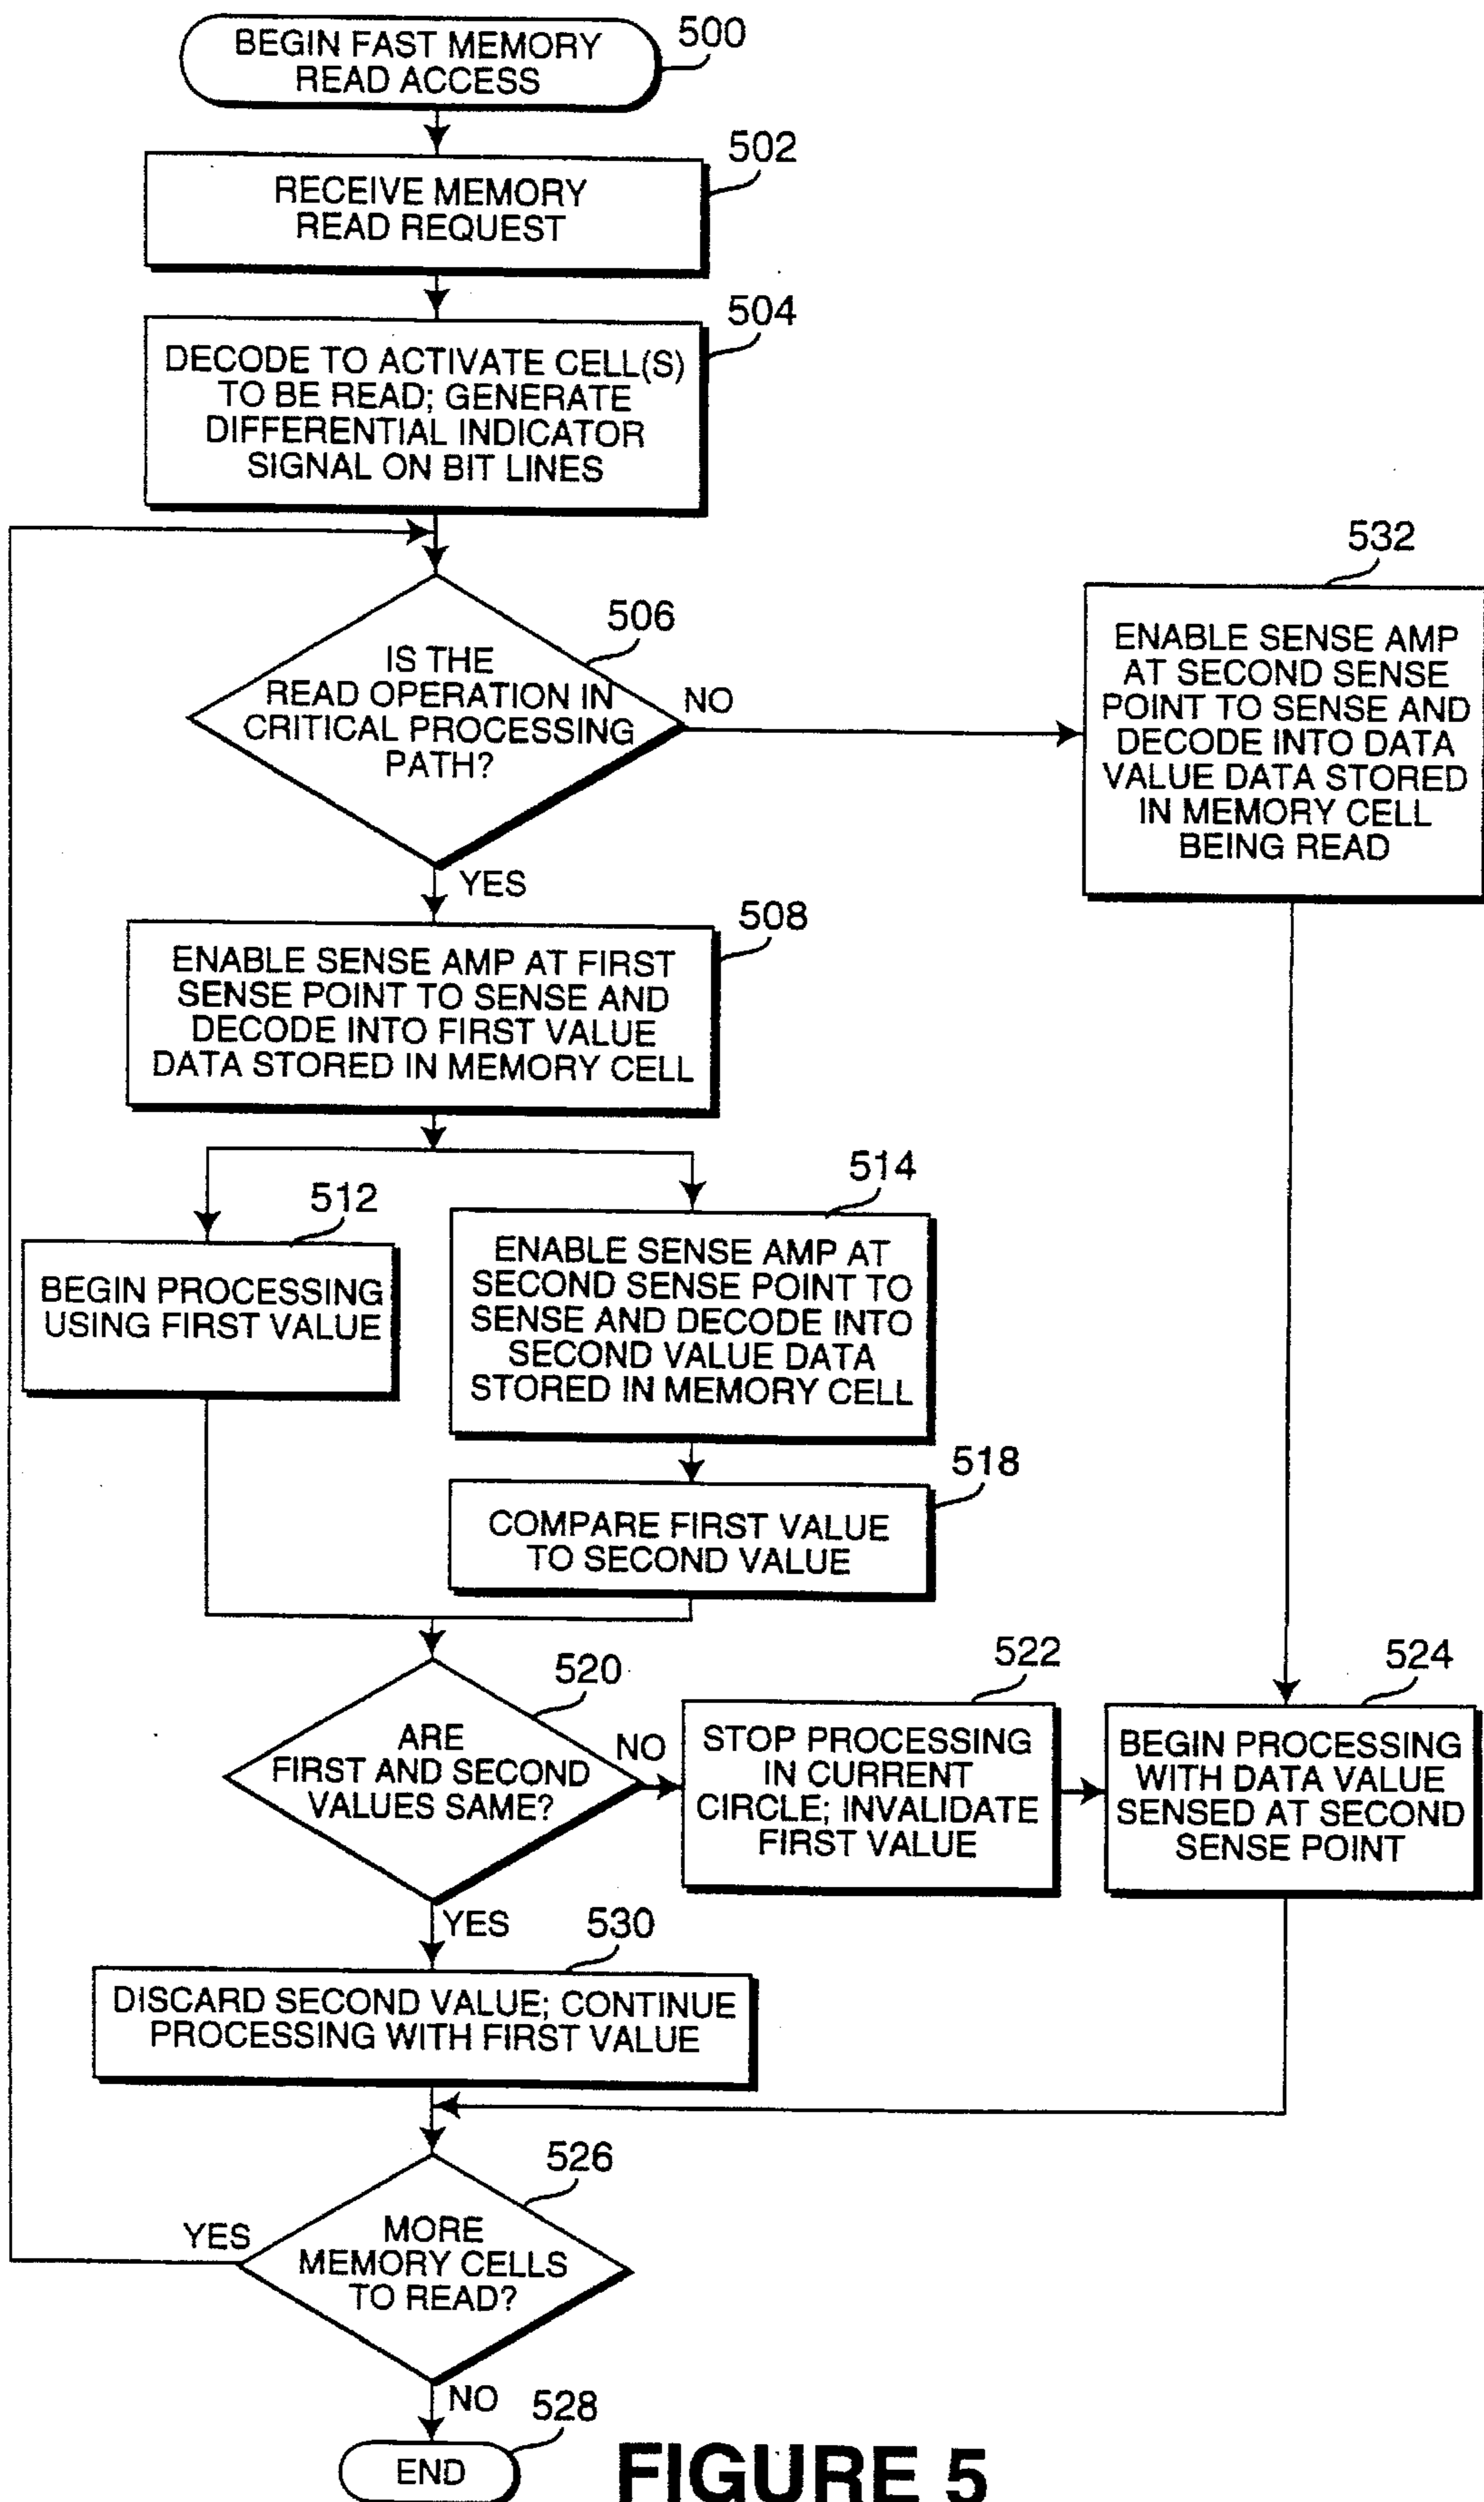 BEGIN FAST MEMORY
READ ACCESS
500
RECEIVE MEMORY
READ REQUEST
502
DECODE TO ACTIVATE CELL(S)
TO BE READ; GENERATE
DIFFERENTIAL INDICATOR
SIGNAL ON BIT LINES
504
IS THE
READ OPERATION IN
CRITICAL PROCESSING
PATH?
506
NO
YES
532
ENABLE SENSE AMP
AT SECOND SENSE
POINT TO SENSE AND
DECODE INTO DATA
VALUE DATA STORED
IN MEMORY CELL
BEING READ
508
ENABLE SENSE AMP AT FIRST
SENSE POINT TO SENSE AND
DECODE INTO FIRST VALUE
DATA STORED IN MEMORY CELL
512
BEGIN PROCESSING
USING FIRST VALUE
514
ENABLE SENSE AMP AT
SECOND SENSE POINT TO
SENSE AND DECODE INTO
SECOND VALUE DATA
STORED IN MEMORY CELL
518
COMPARE FIRST VALUE
TO SECOND VALUE
520
ARE
FIRST AND SECOND
VALUES SAME?
NO
YES
522
STOP PROCESSING
IN CURRENT
CIRCLE; INVALIDATE
FIRST VALUE
524
BEGIN PROCESSING
WITH DATA VALUE
SENSED AT SECOND
SENSE POINT
530
DISCARD SECOND VALUE; CONTINUE
PROCESSING WITH FIRST VALUE
526
MORE
MEMORY CELLS
TO READ?
YES
NO
528
END
FIGURE 5